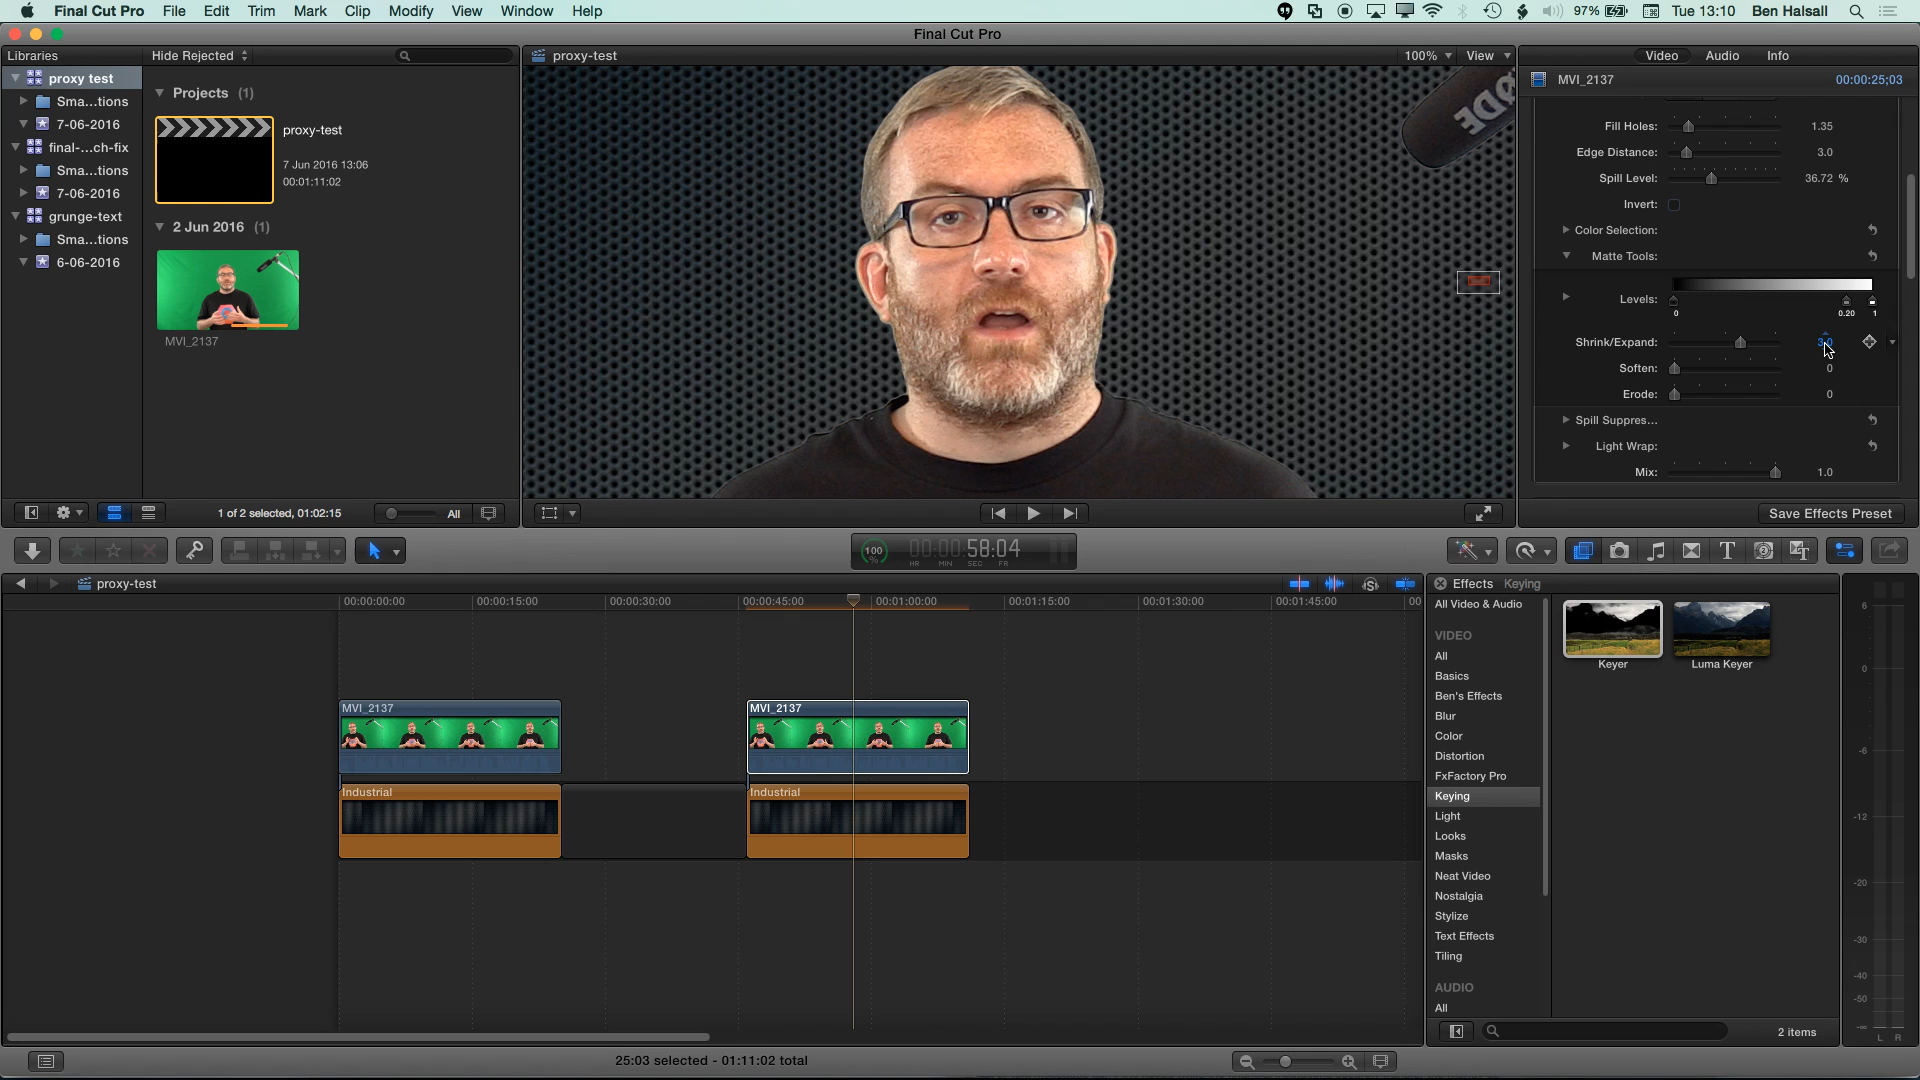 Final Cut Pro File Edit Trim Mark Clip Modify View Window Help 97% Tue 13:10 Ben Halsall
Final Cut Pro
Libraries Hide Rejected
proxy-test 100% View
Video Audio Info
proxy test
Sma...tions
7-06-2016
final-...ch-fix
Sma...tions
7-06-2016
grunge-text
Sma...tions
6-06-2016
Projects (1)
proxy-test
7 Jun 2016 13:06
00:01:11:02
2 Jun 2016 (1)
MVI_2137
1 of 2 selected, 01:02:15 All
RØDE
MVI_2137 00:00:25;03
Fill Holes: 1.35
Edge Distance: 3.0
Spill Level: 36.72 %
Invert:
Color Selection:
Matte Tools:
Levels:
0 0.20 1
Shrink/Expand: 3.0
Soften: 0
Erode: 0
Spill Suppres...
Light Wrap:
Mix: 1.0
Save Effects Preset
100 % 00:00:58:04
HR MIN SEC FR
proxy-test
00:00:00:00 00:00:15:00 00:00:30:00 00:00:45:00 00:01:00:00 00:01:15:00 00:01:30:00 00:01:45:00 00
MVI_2137 MVI_2137
Industrial Industrial
Effects Keying
All Video & Audio
VIDEO
All
Basics
Ben's Effects
Blur
Color
Distortion
FxFactory Pro
Keying
Light
Looks
Masks
Neat Video
Nostalgia
Stylize
Text Effects
Tiling
AUDIO
All
Keyer Luma Keyer
2 items
6
0
-6
-12
-20
-30
-40
-50
-∞
L R
25:03 selected - 01:11:02 total